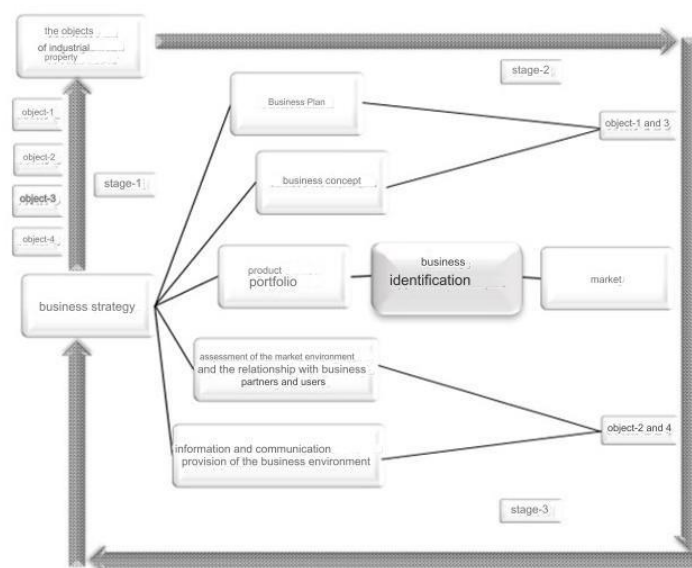 the objects
of industrial
property
stage-2
object-1
Business Plan
object-1 and 3
object-2
stage-1
business concept
object-3
object-4
product
portfolio
business
identification
market
business strategy
assessment of the market environment
and the relationship with business
partners and users
object-2 and 4
information and communication
provision of the business environment
stage-3